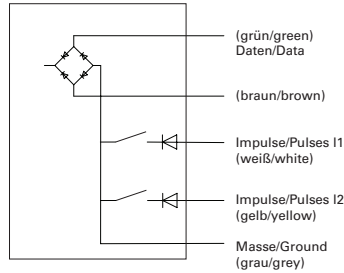 (grün/green)
Daten/Data
(braun/brown)
Impulse/Pulses I1
(weiß/white)
Impulse/Pulses I2
(gelb/yellow)
Masse/Ground
(grau/grey)